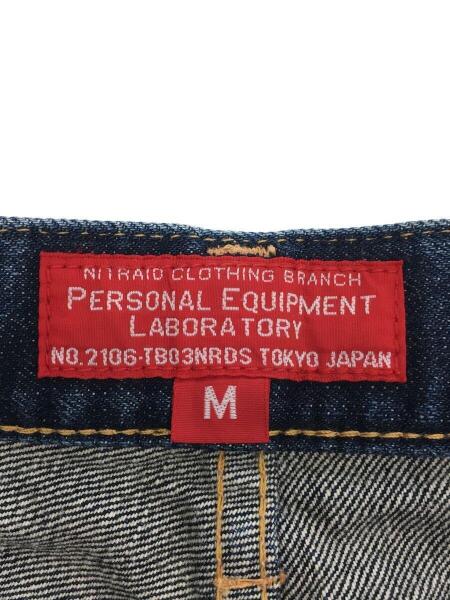 NITRAID CLOTHING BRANCH
PERSONAL EQUIPMENT
LABORATORY
NO.2106-TB03NRDS TOKYO JAPAN
M